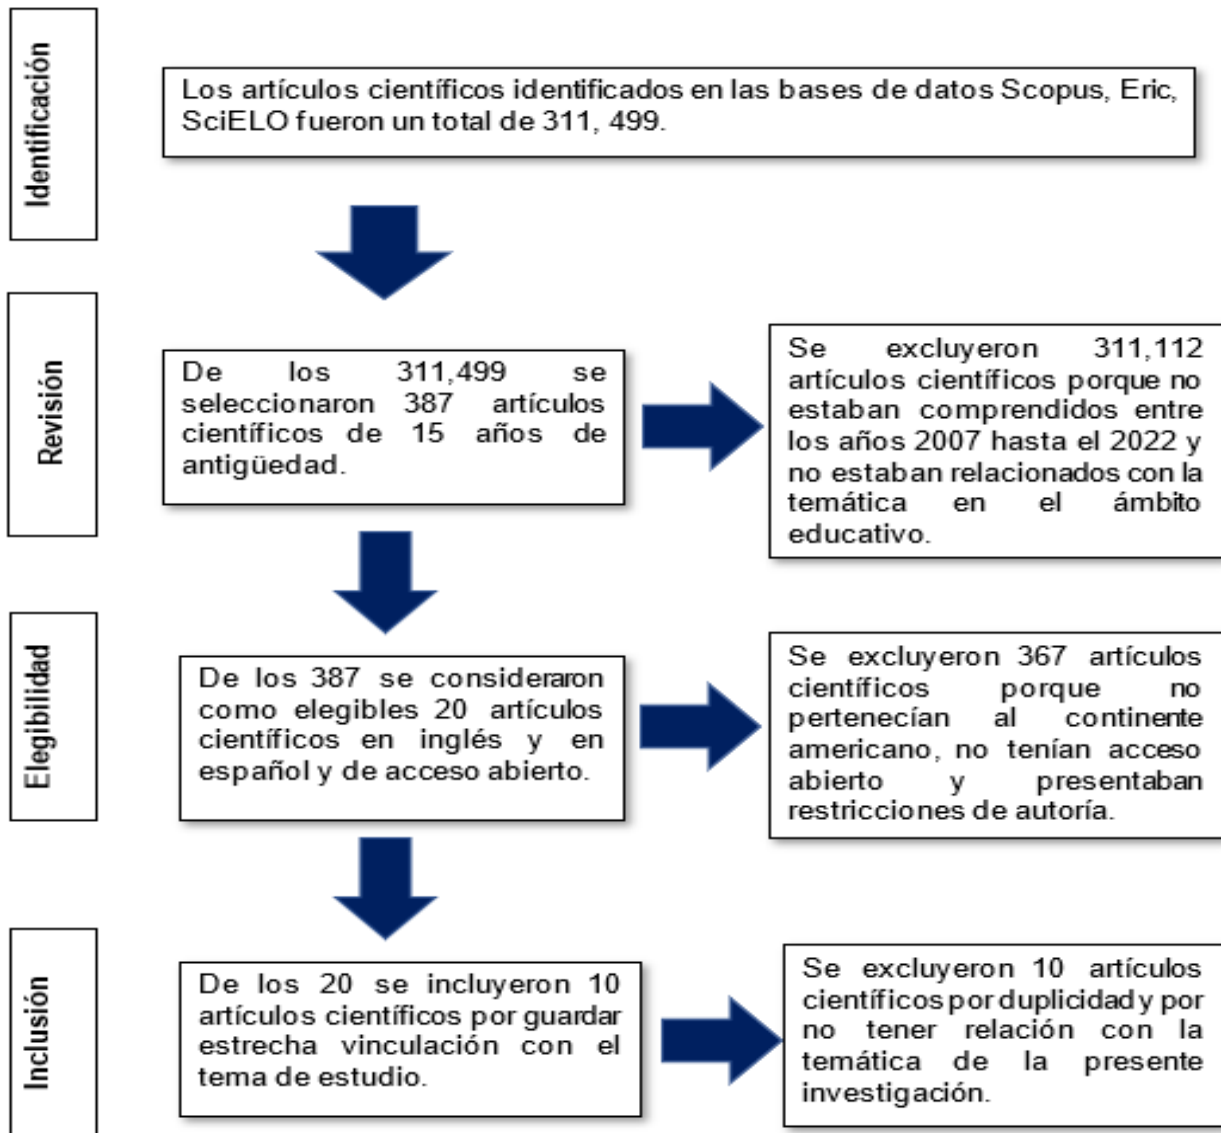 Identificación
Los artículos científicos identificados en las bases de datos Scopus, Eric,
SciELO fueron un total de 311, 499.
Revisión
De los 311,499 se
seleccionaron 387 artículos
científicos de 15 años de
antigüedad.
Se excluyeron 311,112
artículos científicos porque no
estaban comprendidos entre
los años 2007 hasta el 2022 y
no estaban relacionados con la
temática en el ámbito
educativo.
Elegibilidad
De los 387 se consideraron
como elegibles 20 artículos
científicos en inglés y en
español y de acceso abierto.
Se excluyeron 367 artículos
científicos porque no
pertenecían al continente
americano, no tenían acceso
abierto y presentaban
restricciones de autoría.
Inclusión
De los 20 se incluyeron 10
artículos científicos por guardar
estrecha vinculación con el
tema de estudio.
Se excluyeron 10 artículos
científicos por duplicidad y por
no tener relación con la
temática de la presente
investigación.